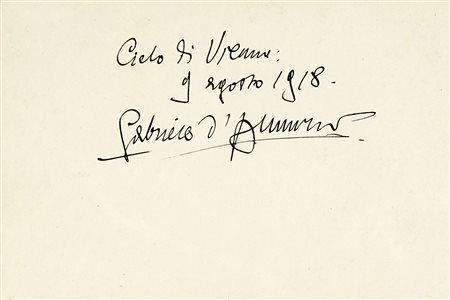 Cielo di Vienna:
9 agosto 1918.
Gabriele d'Annunzio.